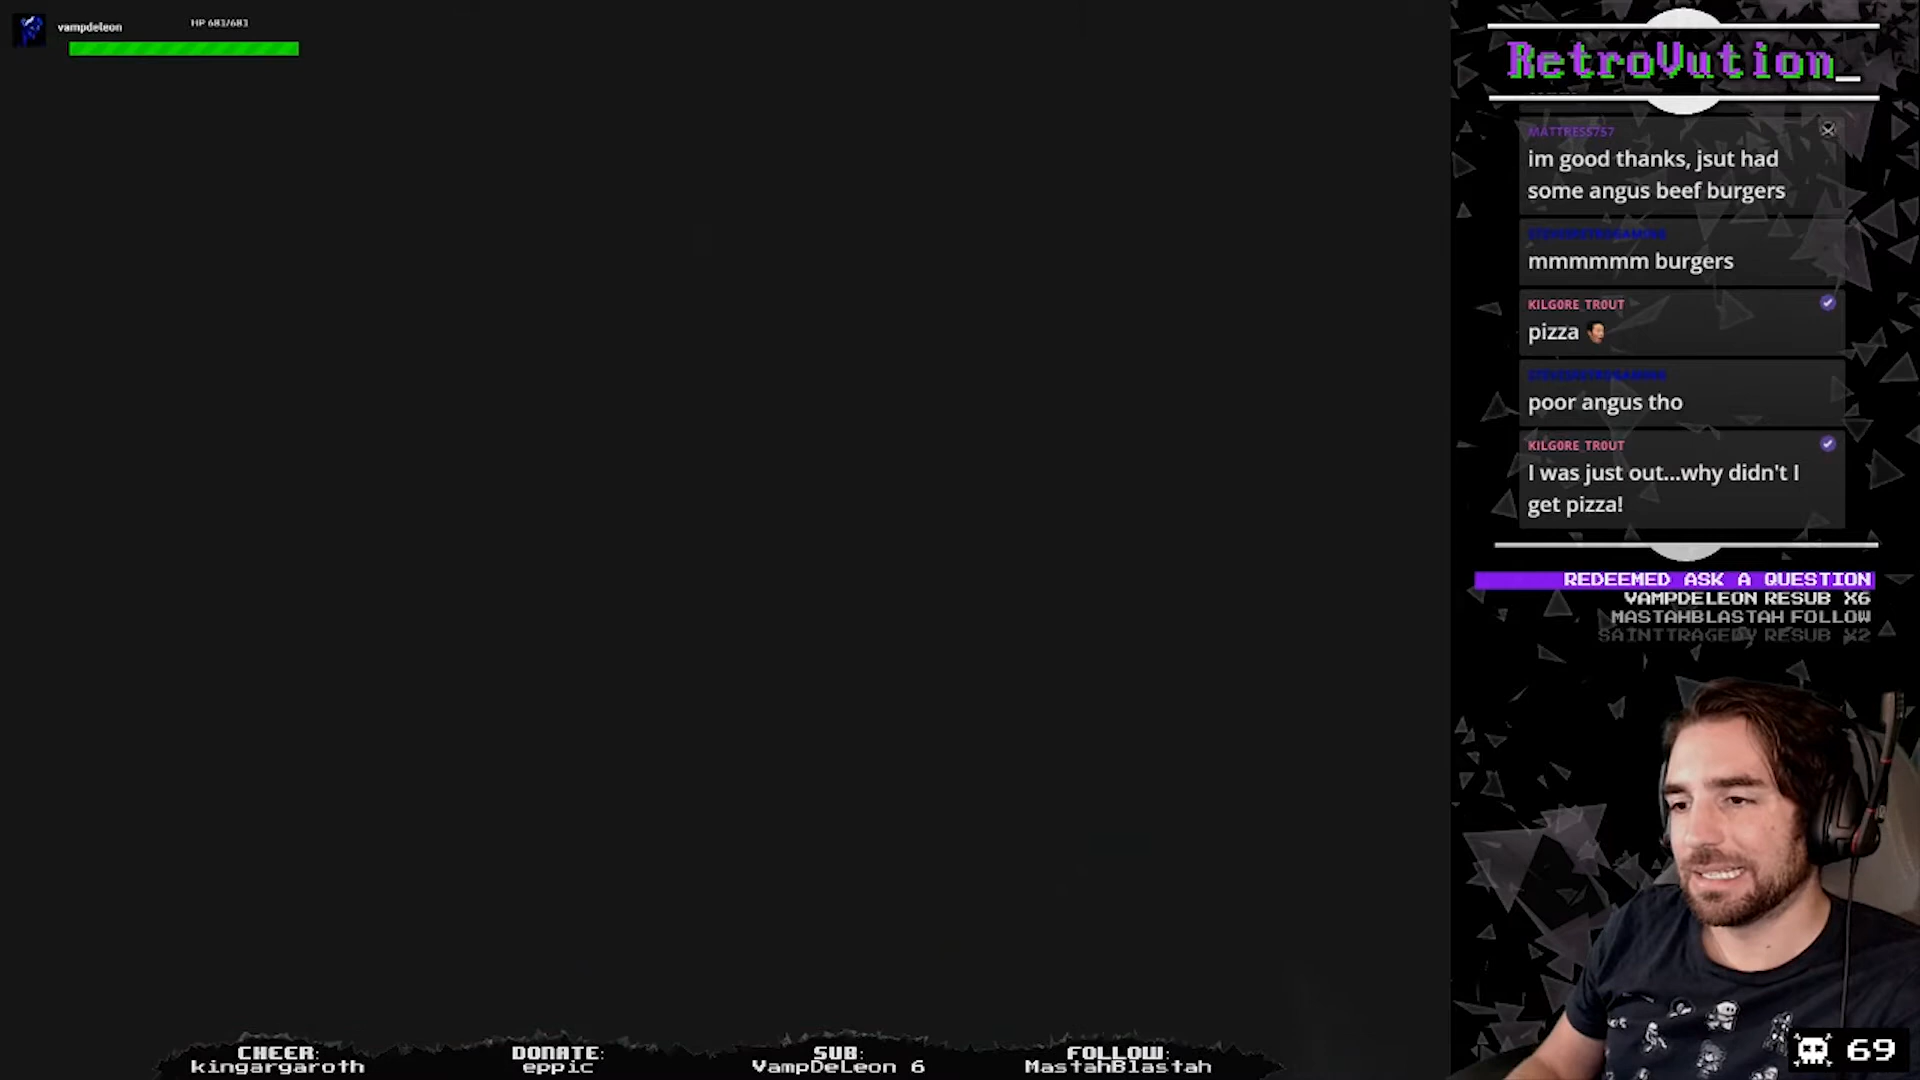 vampdeleon
HP 681/681
RetroVution_
MATTRESS757
im good thanks, jsut had
some angus beef burgers
mmmmmm burgers
KILGORE TROUT
pizza
poor angus tho
KILGORE TROUT
I was just out...why didn't I
get pizza!
REDEEMED ASK A QUESTION
VAMPDELEON RESUB X6
MASTAHBLASTAH FOLLOW
SAINTTRAGEDY RESUB X2
CHEER:
kingargaroth
DONATE:
eppic
SUB:
VampDeLeon 6
FOLLOW:
MastahBlastah
69